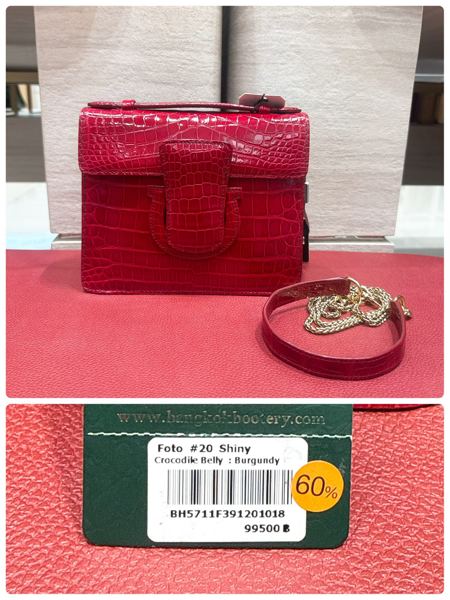 www.bangkokbootery.com
Foto #20 Shiny
Crocodile Belly : Burgundy
60%
BH5711F391201018
99500 ฿